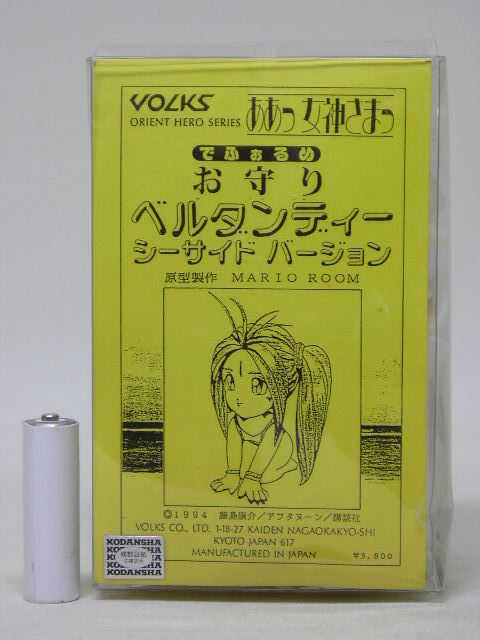 VOLKS
ORIENT HERO SERIES
ああっ女神さまっ
でふぉるめ
お守り
ベルダンディー
シーサイド バージョン
原型製作 MARIO ROOM
©1994 藤島康介/アフタヌーン/講談社
VOLKS CO., LTD. 1-18-27 KAIDEN NAGAOKAKYO-SHI
KYOTO JAPAN 617
MANUFACTURED IN JAPAN
¥3,800
KODANSHA
KODANSHA
KODANSHA